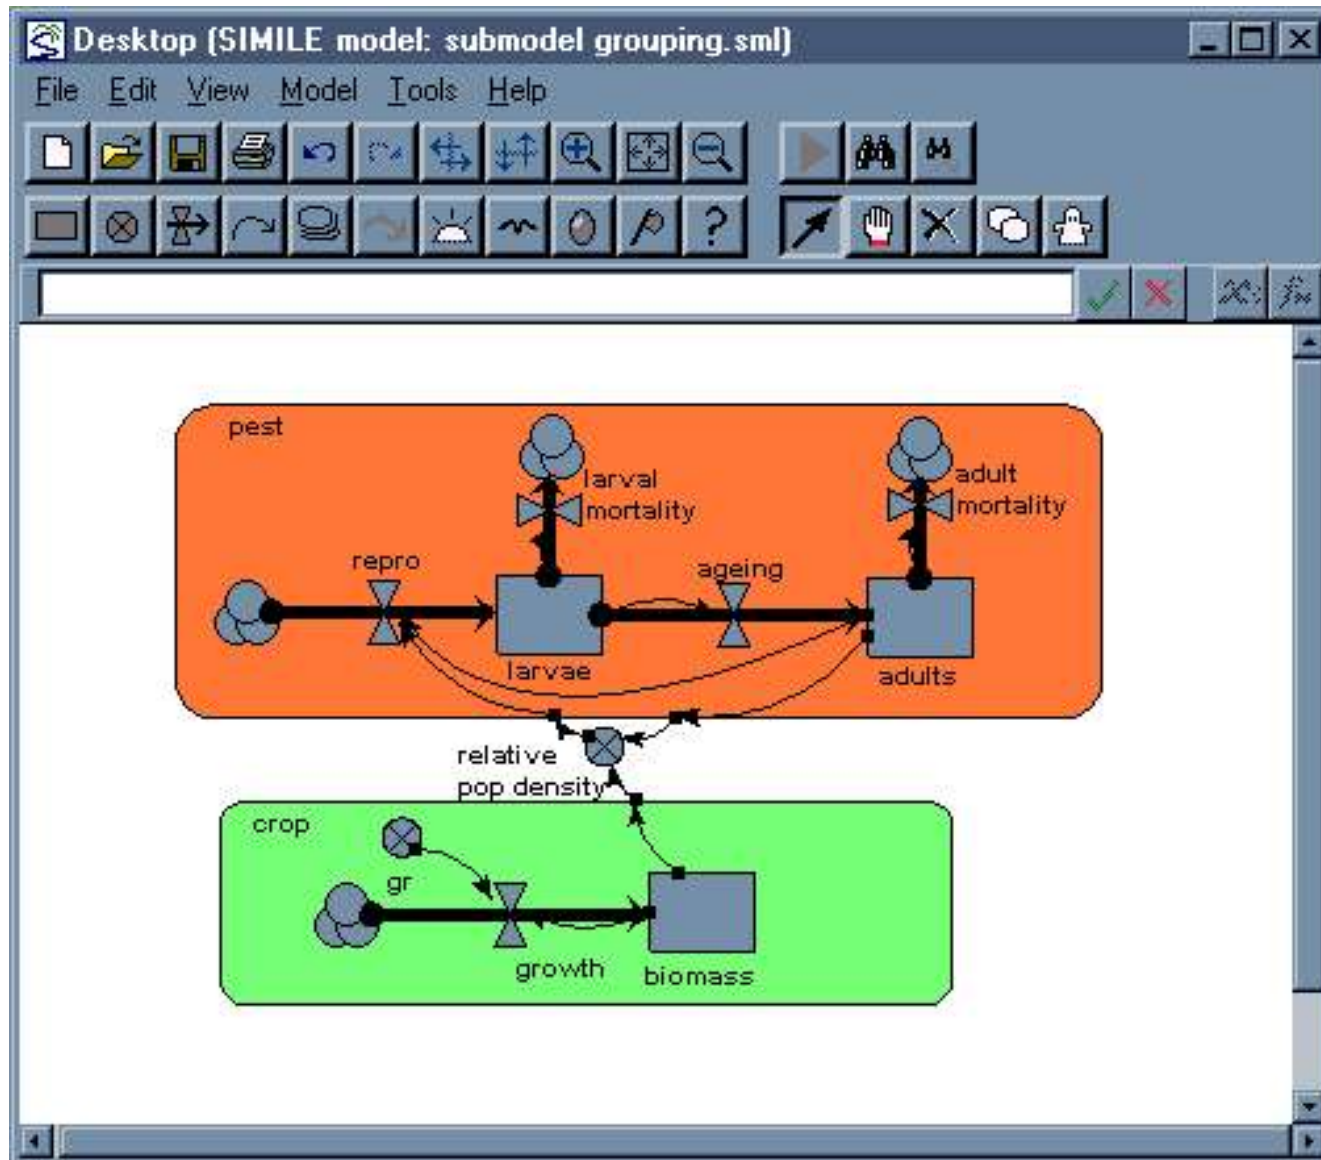 Desktop (SIMILE model: submodel grouping.sml)
File Edit View Model Tools Help
?
pest
larval
mortality
adult
mortality
repro
ageing
larvae
adults
relative
pop density
crop
gr
growth
biomass